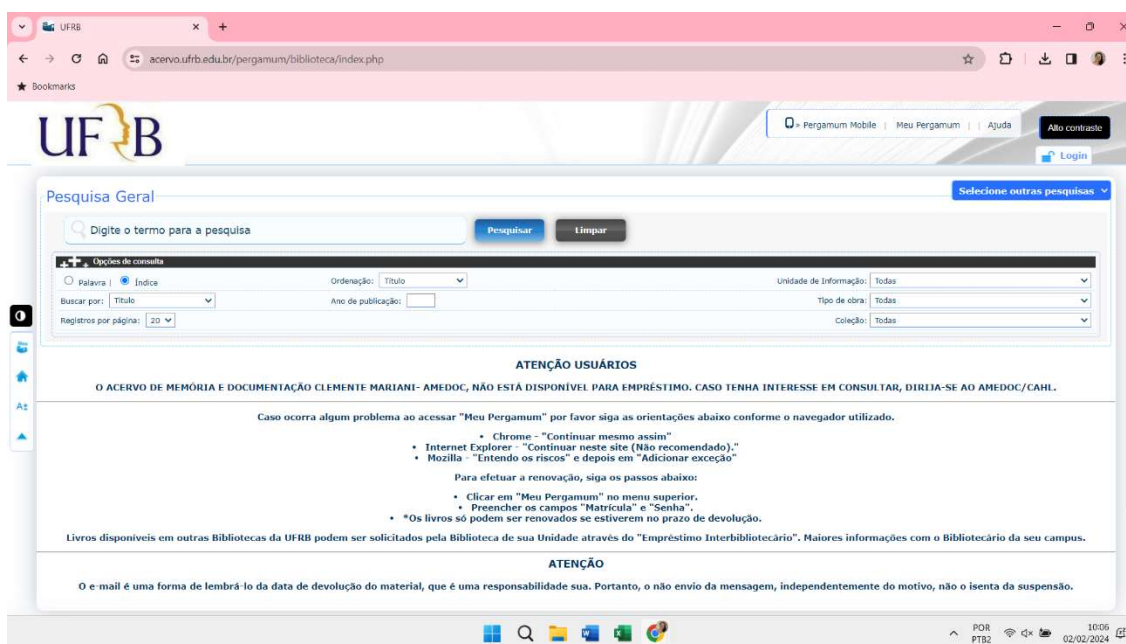 UFRB
acervo.ufrb.edu.br/pergamum/biblioteca/index.php
Bookmarks
UFRB
» Pergamum Mobile | Meu Pergamum | | Ajuda
Alto contraste
Login
Pesquisa Geral
Selecione outras pesquisas
Digite o termo para a pesquisa
Pesquisar
Limpar
Opções de consulta
Palavra | Índice
Ordenação: Título
Unidade de Informação: Todas
Buscar por: Título
Ano de publicação:
Tipo de obra: Todas
Registros por página: 20
Coleção: Todas
A±
ATENÇÃO USUÁRIOS
O ACERVO DE MEMÓRIA E DOCUMENTAÇÃO CLEMENTE MARIANI- AMEDOC, NÃO ESTÁ DISPONÍVEL PARA EMPRÉSTIMO. CASO TENHA INTERESSE EM CONSULTAR, DIRIJA-SE AO AMEDOC/CAHL.
Caso ocorra algum problema ao acessar "Meu Pergamum" por favor siga as orientações abaixo conforme o navegador utilizado.
• Chrome - "Continuar mesmo assim"
• Internet Explorer - "Continuar neste site (Não recomendado)."
• Mozilla - "Entendo os riscos" e depois em "Adicionar exceção"
Para efetuar a renovação, siga os passos abaixo:
• Clicar em "Meu Pergamum" no menu superior.
• Preencher os campos "Matrícula" e "Senha".
• *Os livros só podem ser renovados se estiverem no prazo de devolução.
Livros disponíveis em outras Bibliotecas da UFRB podem ser solicitados pela Biblioteca de sua Unidade através do "Empréstimo Interbibliotecário". Maiores informações com o Bibliotecário da seu campus.
ATENÇÃO
O e-mail é uma forma de lembrá-lo da data de devolução do material, que é uma responsabilidade sua. Portanto, o não envio da mensagem, independentemente do motivo, não o isenta da suspensão.
POR
PTB2
10:06
02/02/2024